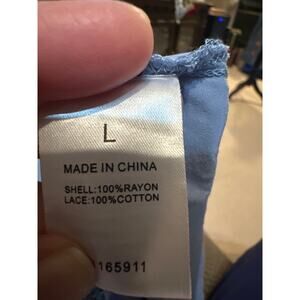 L
MADE IN CHINA
SHELL:100%RAYON
LACE:100%COTTON
165911